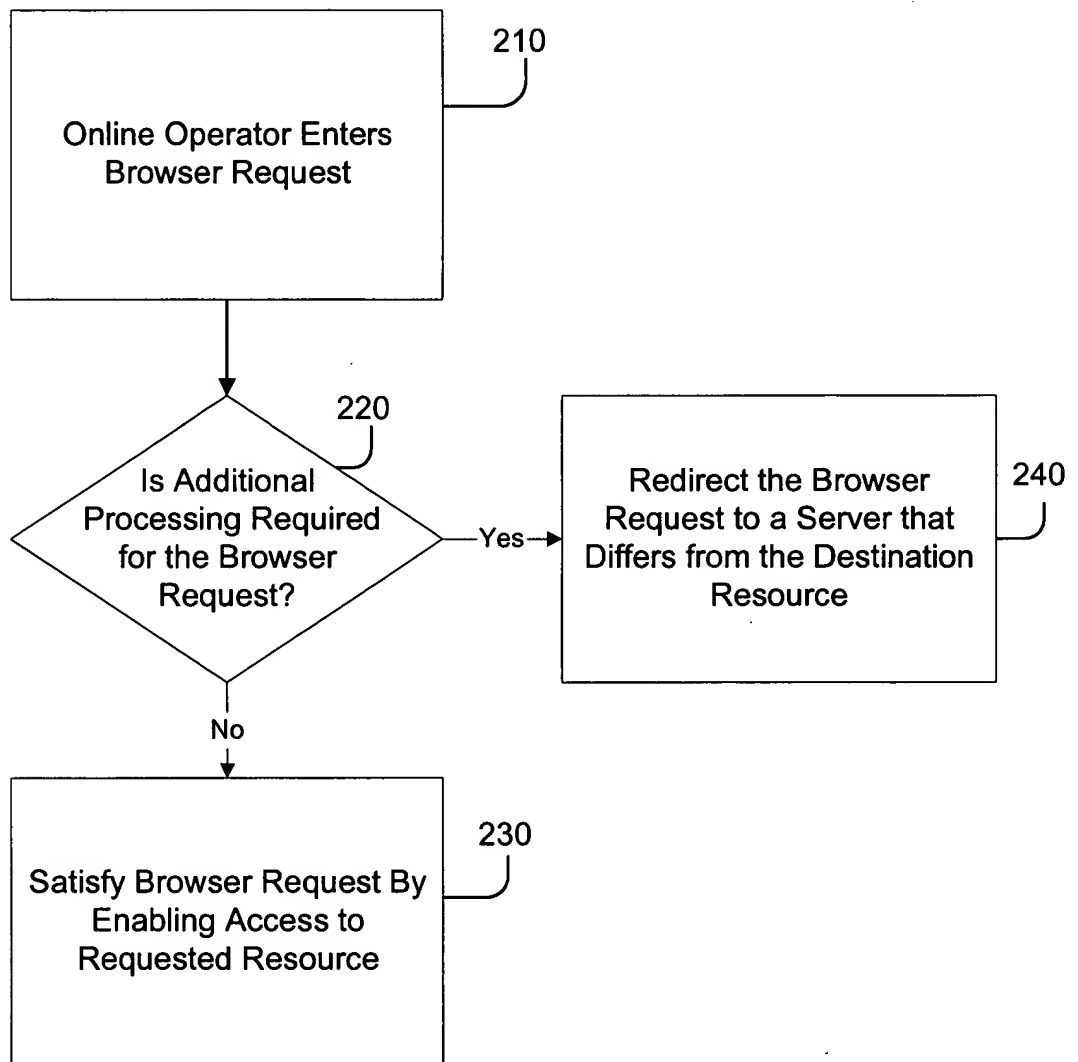 210
Online Operator Enters
Browser Request
220
Is Additional
Processing Required
for the Browser
Request?
Yes
240
Redirect the Browser
Request to a Server that
Differs from the Destination
Resource
No
230
Satisfy Browser Request By
Enabling Access to
Requested Resource